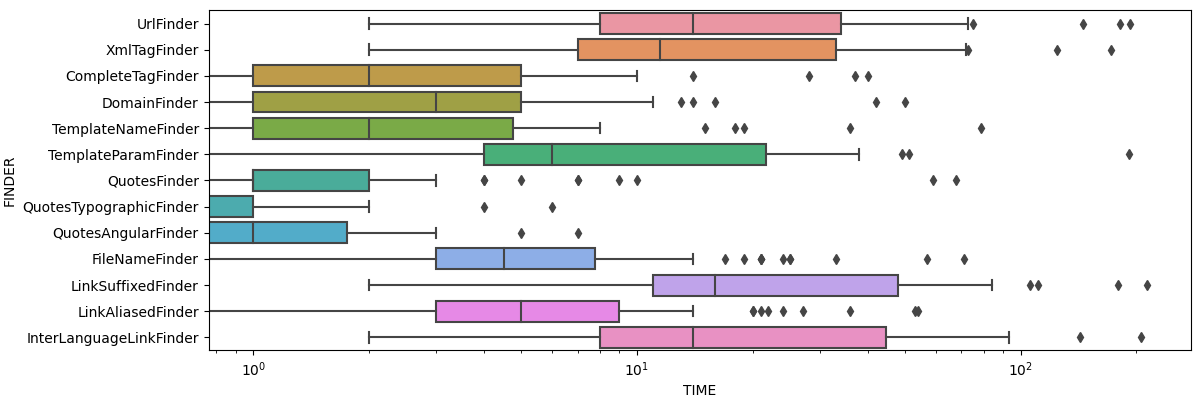 FINDER
UrlFinder
XmlTagFinder
CompleteTagFinder
DomainFinder
TemplateNameFinder
TemplateParamFinder
QuotesFinder
QuotesTypographicFinder
QuotesAngularFinder
FileNameFinder
LinkSuffixedFinder
LinkAliasedFinder
InterLanguageLinkFinder
10⁰ 10¹ 10²
TIME